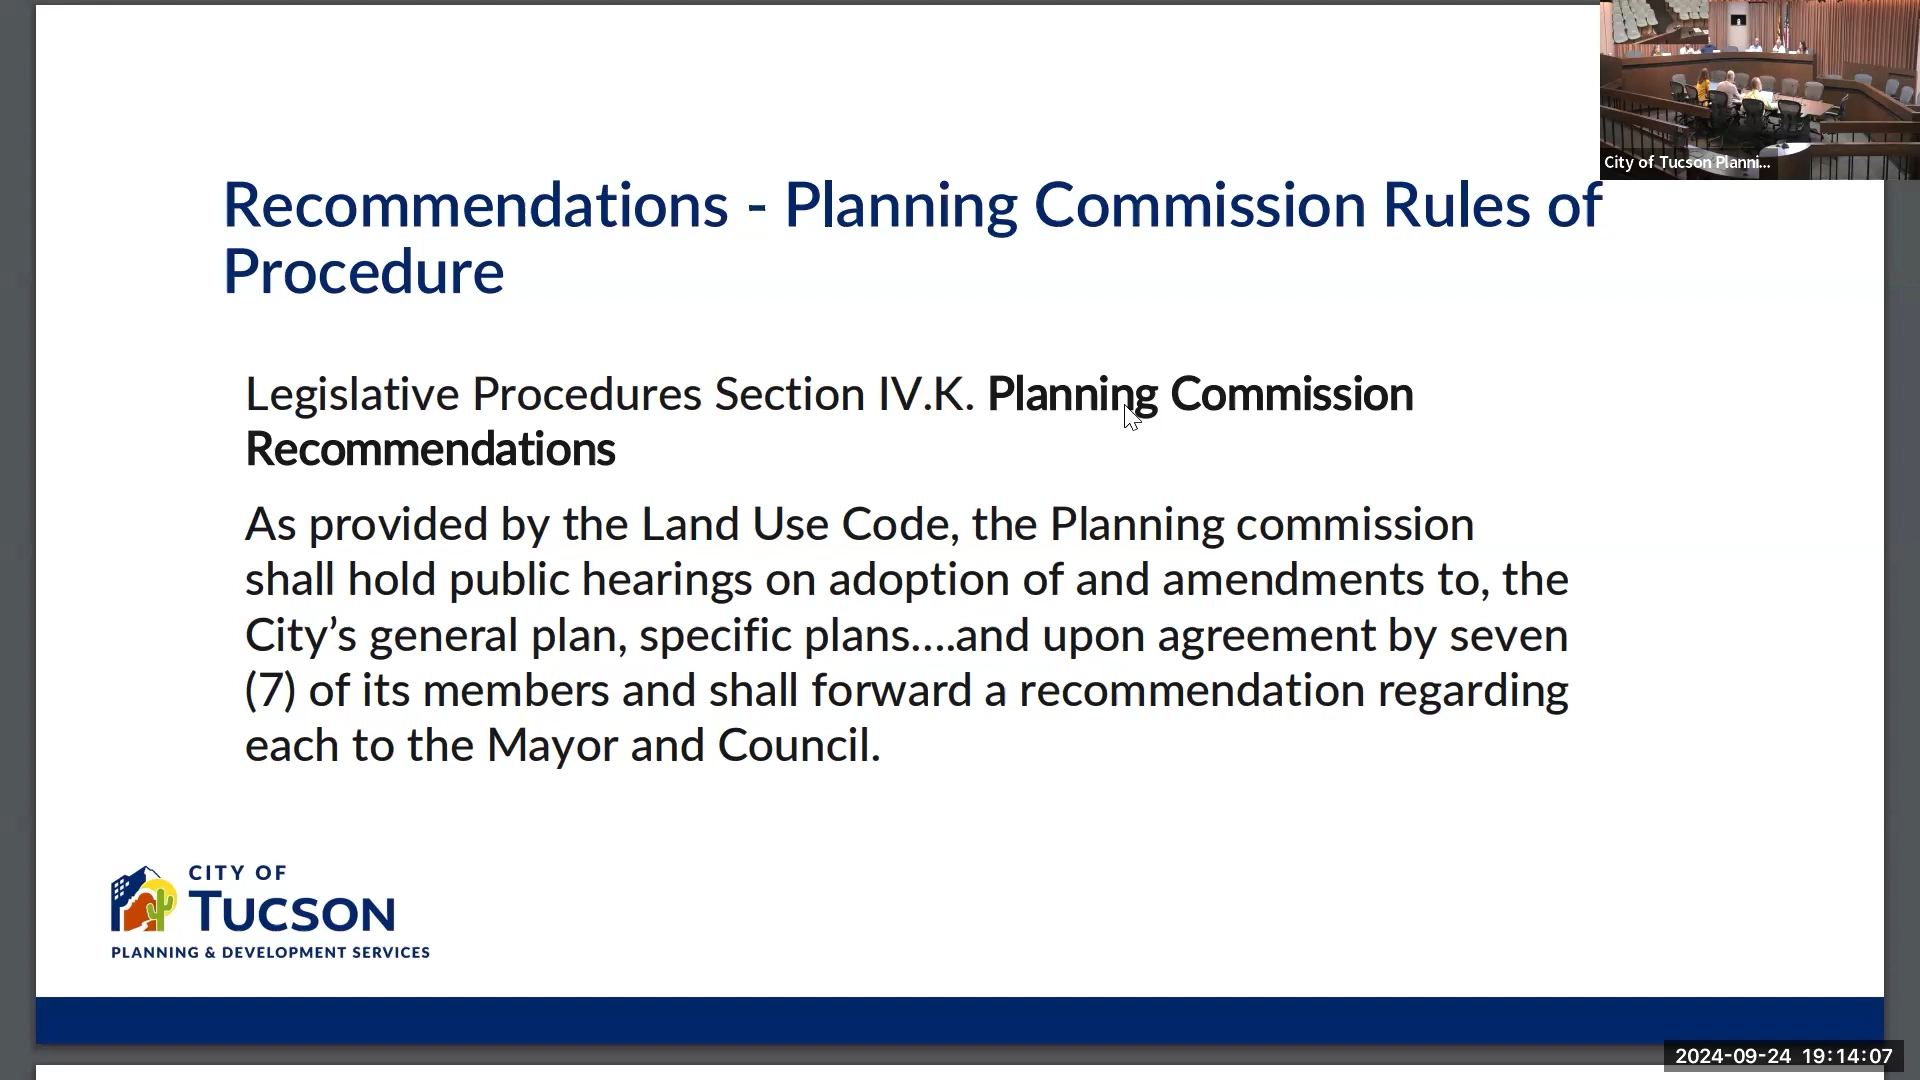 City of Tucson Planni...
Recommendations - Planning Commission Rules of
Procedure
Legislative Procedures Section IV.K. Planning Commission
Recommendations
As provided by the Land Use Code, the Planning commission
shall hold public hearings on adoption of and amendments to, the
City’s general plan, specific plans….and upon agreement by seven
(7) of its members and shall forward a recommendation regarding
each to the Mayor and Council.
CITY OF
TUCSON
PLANNING & DEVELOPMENT SERVICES
2024-09-24 19:14:07